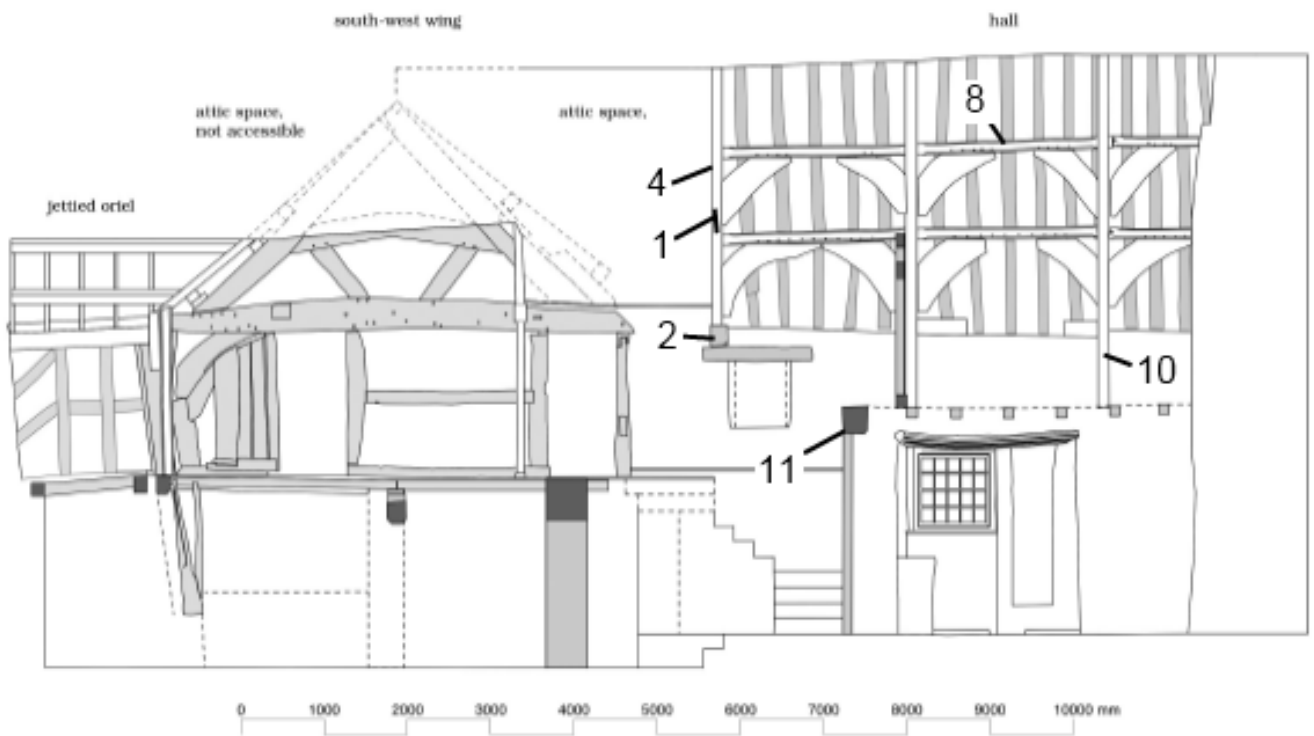 south-west wing
hall
attic space,
not accessible
attic space,
jettied oriel
8
4
1
2
10
11
0 1000 2000 3000 4000 5000 6000 7000 8000 9000 10000 mm